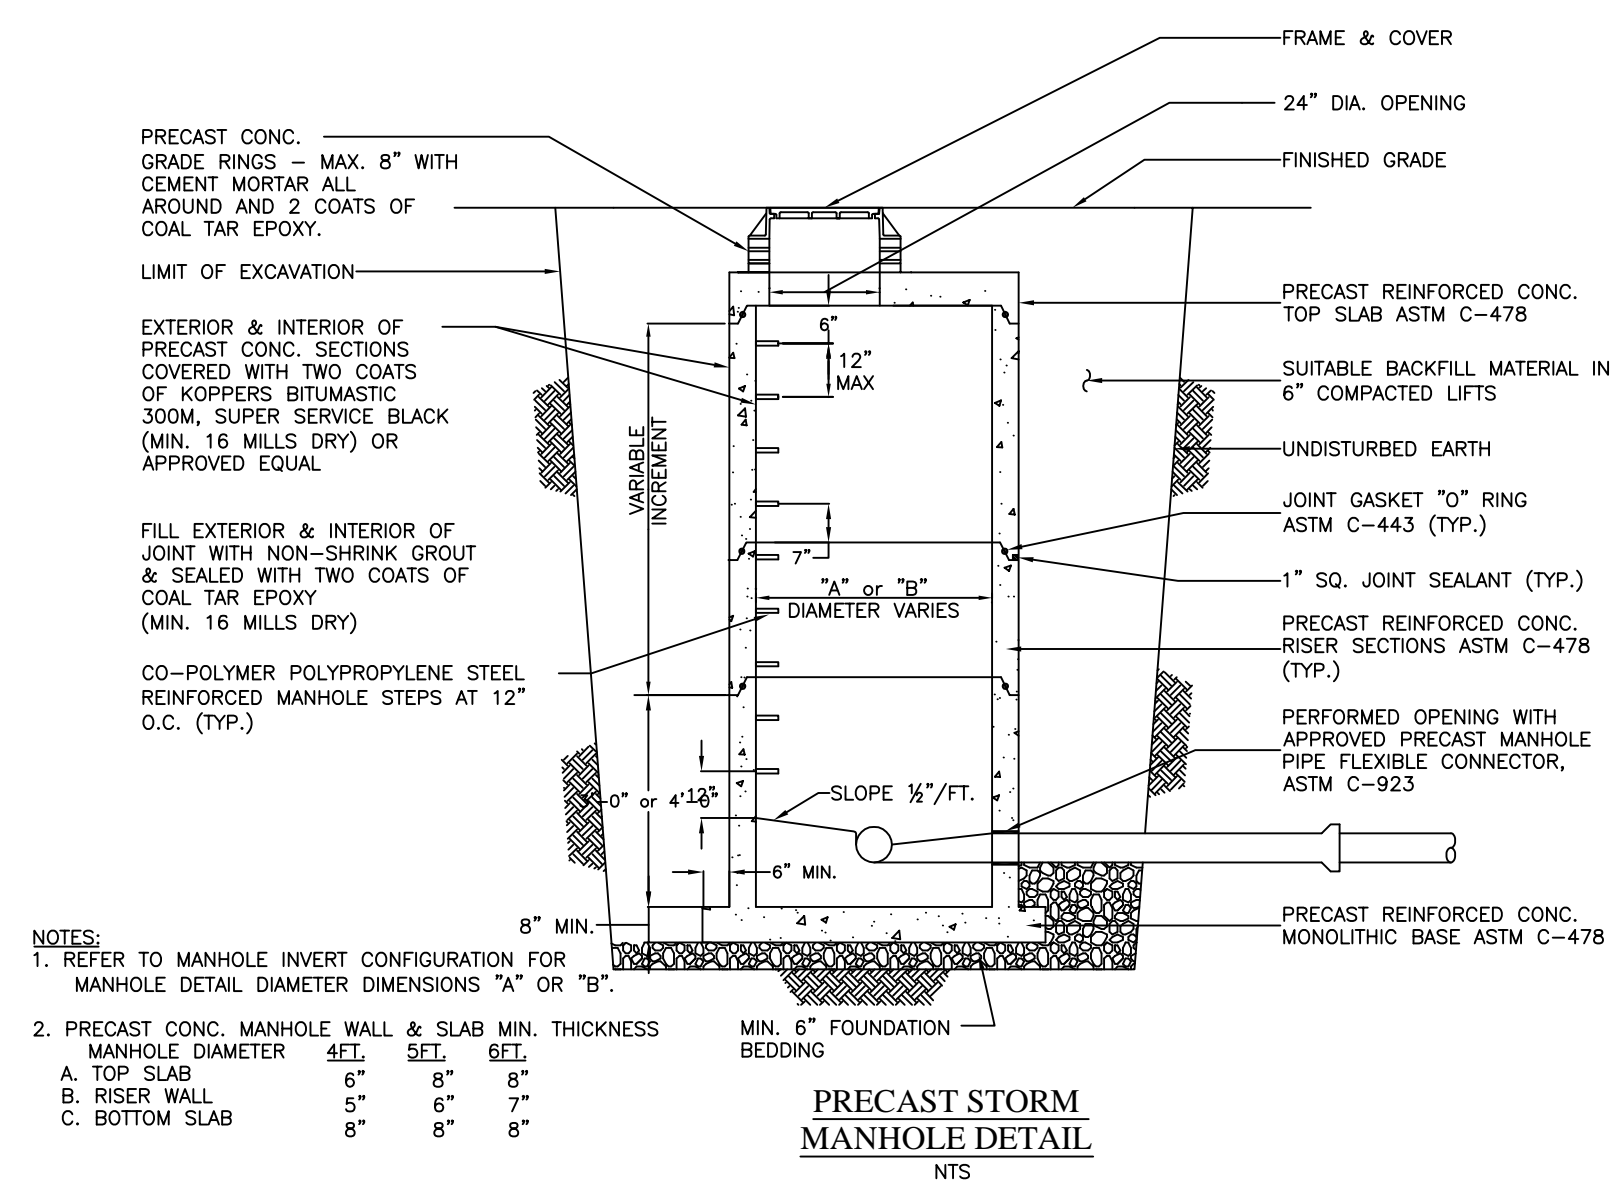 FRAME & COVER
24" DIA. OPENING
FINISHED GRADE
PRECAST CONC.
GRADE RINGS – MAX. 8" WITH
CEMENT MORTAR ALL
AROUND AND 2 COATS OF
COAL TAR EPOXY.
LIMIT OF EXCAVATION
EXTERIOR & INTERIOR OF
PRECAST CONC. SECTIONS
COVERED WITH TWO COATS
OF KOPPERS BITUMASTIC
300M, SUPER SERVICE BLACK
(MIN. 16 MILLS DRY) OR
APPROVED EQUAL
FILL EXTERIOR & INTERIOR OF
JOINT WITH NON–SHRINK GROUT
& SEALED WITH TWO COATS OF
COAL TAR EPOXY
(MIN. 16 MILLS DRY)
CO–POLYMER POLYPROPYLENE STEEL
REINFORCED MANHOLE STEPS AT 12"
O.C. (TYP.)
6"
12"
MAX
VARIABLE
INCREMENT
7"
"A" or "B"
DIAMETER VARIES
–0" or 4'–0"
12"
SLOPE ½"/FT.
6" MIN.
8" MIN.
PRECAST REINFORCED CONC.
TOP SLAB ASTM C–478
SUITABLE BACKFILL MATERIAL IN
6" COMPACTED LIFTS
UNDISTURBED EARTH
JOINT GASKET "O" RING
ASTM C–443 (TYP.)
1" SQ. JOINT SEALANT (TYP.)
PRECAST REINFORCED CONC.
RISER SECTIONS ASTM C–478
(TYP.)
PERFORMED OPENING WITH
APPROVED PRECAST MANHOLE
PIPE FLEXIBLE CONNECTOR,
ASTM C–923
PRECAST REINFORCED CONC.
MONOLITHIC BASE ASTM C–478
MIN. 6" FOUNDATION
BEDDING
NOTES:
1. REFER TO MANHOLE INVERT CONFIGURATION FOR
MANHOLE DETAIL DIAMETER DIMENSIONS "A" OR "B".
2. PRECAST CONC. MANHOLE WALL & SLAB MIN. THICKNESS
MANHOLE DIAMETER 4FT. 5FT. 6FT.
A. TOP SLAB 6" 8" 8"
B. RISER WALL 5" 6" 7"
C. BOTTOM SLAB 8" 8" 8"
PRECAST STORM
MANHOLE DETAIL
NTS